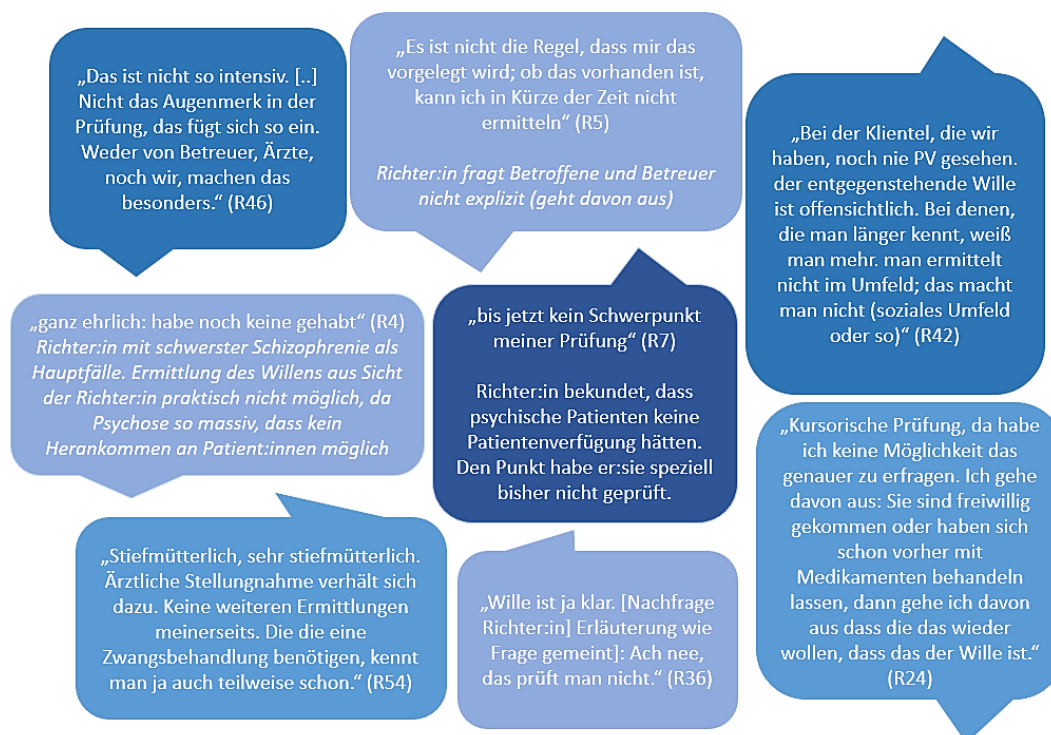 „Das ist nicht so intensiv. [..]
Nicht das Augenmerk in der
Prüfung, das fügt sich so ein.
Weder von Betreuer, Ärzte,
noch wir, machen das
besonders.“ (R46)
„Es ist nicht die Regel, dass mir das
vorgelegt wird; ob das vorhanden ist,
kann ich in Kürze der Zeit nicht
ermitteln“ (R5)
Richter:in fragt Betroffene und Betreuer
nicht explizit (geht davon aus)
„Bei der Klientel, die wir
haben, noch nie PV gesehen.
der entgegenstehende Wille
ist offensichtlich. Bei denen,
die man länger kennt, weiß
man mehr. man ermittelt
nicht im Umfeld; das macht
man nicht (soziales Umfeld
oder so)“ (R42)
„ganz ehrlich: habe noch keine gehabt“ (R4)
Richter:in mit schwerster Schizophrenie als
Hauptfälle. Ermittlung des Willens aus Sicht
der Richter:in praktisch nicht möglich, da
Psychose so massiv, dass kein
Herankommen an Patient:innen möglich
„bis jetzt kein Schwerpunkt
meiner Prüfung“ (R7)
Richter:in bekundet, dass
psychische Patienten keine
Patientenverfügung hätten.
Den Punkt habe er:sie speziell
bisher nicht geprüft.
„Kursorische Prüfung, da habe
ich keine Möglichkeit das
genauer zu erfragen. Ich gehe
davon aus: Sie sind freiwillig
gekommen oder haben sich
schon vorher mit
Medikamenten behandeln
lassen, dann gehe ich davon
aus dass die das wieder
wollen, dass das der Wille ist.“
(R24)
„Stiefmütterlich, sehr stiefmütterlich.
Ärztliche Stellungnahme verhält sich
dazu. Keine weiteren Ermittlungen
meinerseits. Die die eine
Zwangsbehandlung benötigen, kennt
man ja auch teilweise schon.“ (R54)
„Wille ist ja klar. [Nachfrage
Richter:in] Erläuterung wie
Frage gemeint]: Ach nee,
das prüft man nicht.“ (R36)